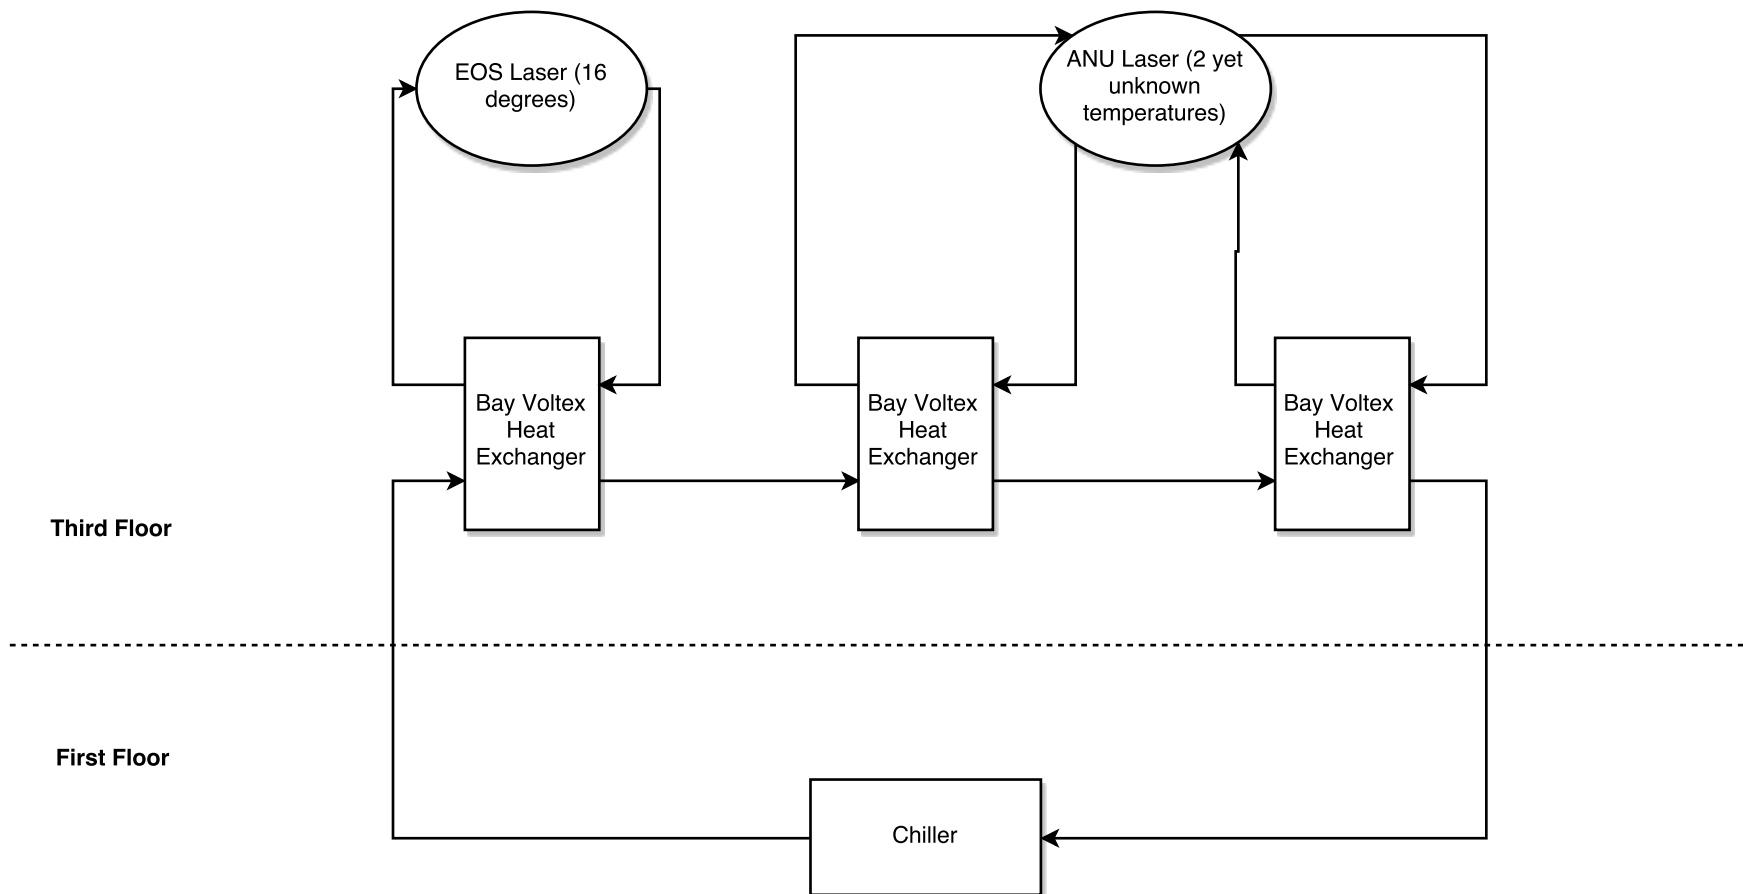 EOS Laser (16
degrees)
ANU Laser (2 yet
unknown
temperatures)
Bay Voltex
Heat
Exchanger
Bay Voltex
Heat
Exchanger
Bay Voltex
Heat
Exchanger
Third Floor
First Floor
Chiller